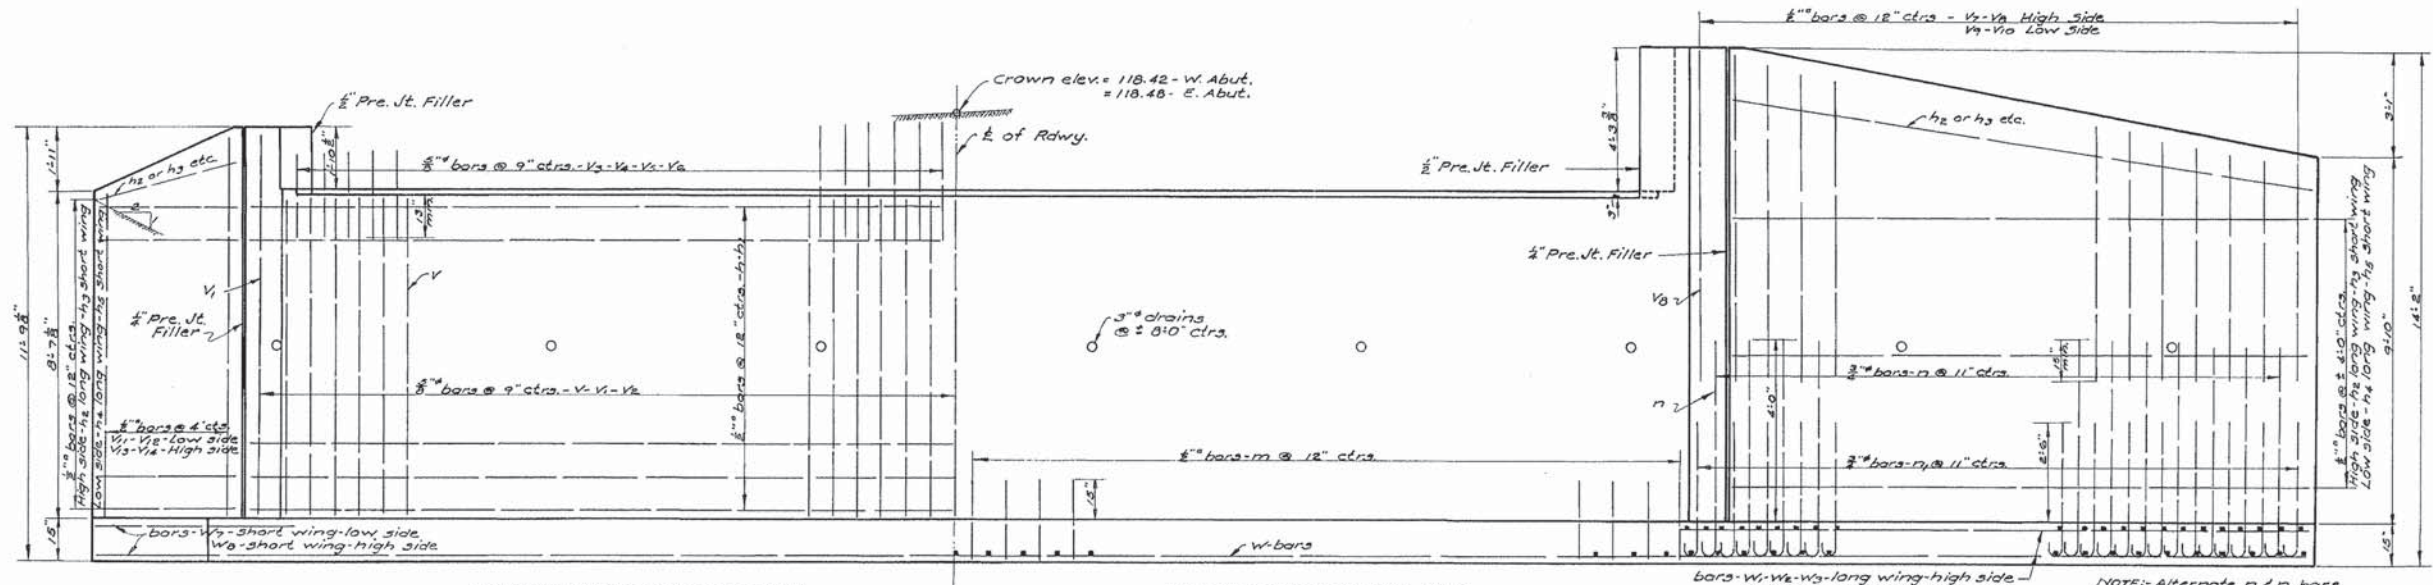 ½"⌀ bars @ 12" ctrs - V7-V8 High side
V9-V10 Low Side
Crown elev. = 118.42 - W. Abut.
= 118.48 - E. Abut.
½" Pre. Jt. Filler
℄ of Rdwy.
1'-11"
1'-10½"
4'-3⅜"
3'-1"
h2 or h3 etc.
h2 or h3 etc.
⅝"⌀ bars @ 9" ctrs.-V3-V4-V5-V6
½" Pre. Jt. Filler
2
1
13" min.
3"
V
V1
¼" Pre. Jt. Filler
¼" Pre. Jt. Filler
V8
11'-9⅛"
8'-7⅛"
½"⌀ bars @ 12" ctrs.
High side-h2 long wing-h3 short wing
Low side-h4 long wing-h5 short wing
½"⌀ bars @ 12" ctrs.-h-h1
3"⌀ drains
@ ± 8'-0" ctrs.
15" min.
½"⌀ bars @ ± 4'-0" ctrs.
High side-h2 long wing-h3 short wing
Low side-h4 long wing-h5 short wing
9'-10"
14'-2"
bars @ 9" ctrs.-V-V1-V2
bars-n @ 11" ctrs.
n
4'-0"
½"⌀ bars @ 4' cts.
V11-V12-Low side
V13-V14-High side
½"⌀ bars-m @ 12" ctrs.
bars-n1 @ 11" ctrs.
2'-6"
15"
15"
bars-W7-short wing-low side
W8-short wing-high side
W-bars
15"
bars-W1-W2-W3-long wing-high side
NOTE:- Alternate n & n1 bars